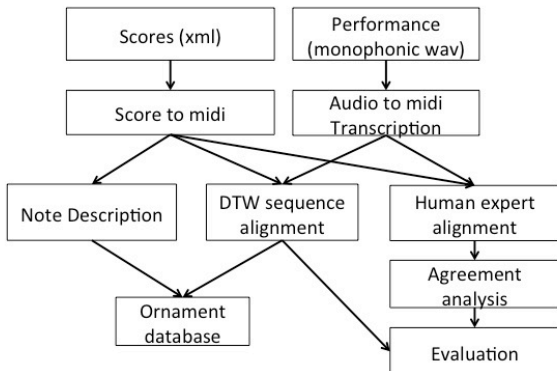 Scores (xml)
Performance
(monophonic wav)
Score to midi
Audio to midi
Transcription
Note Description
DTW sequence
alignment
Human expert
alignment
Agreement
analysis
Ornament
database
Evaluation